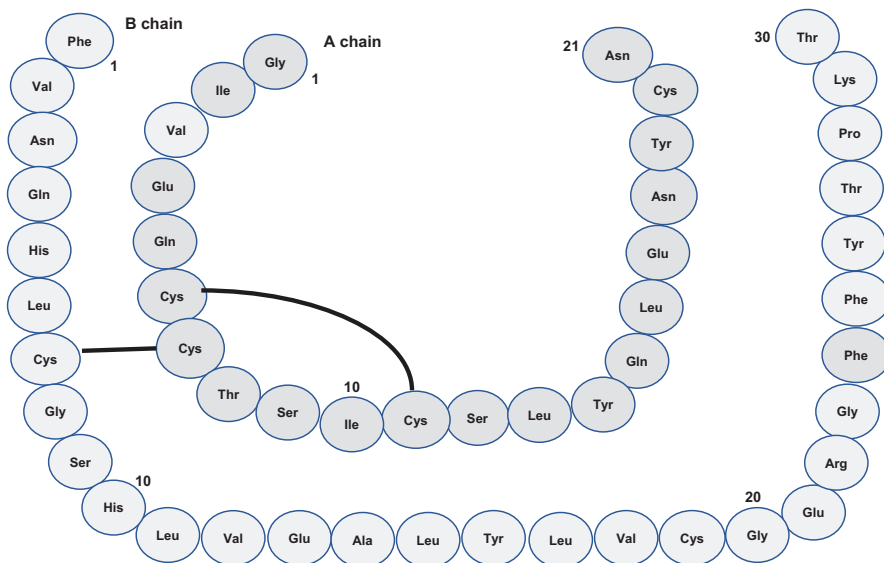 B chain
Phe
1
Val
Asn
Gln
His
Leu
Cys
Gly
Ser
His
10
Leu
Val
Glu
Ala
Leu
Tyr
Leu
Val
Cys
Gly
20
Glu
Arg
Gly
Phe
Phe
Tyr
Thr
Pro
Lys
Thr
30
A chain
Gly
1
Ile
Val
Glu
Gln
Cys
Cys
Thr
Ser
Ile
10
Cys
Ser
Leu
Tyr
Gln
Leu
Glu
Asn
Tyr
Cys
Asn
21